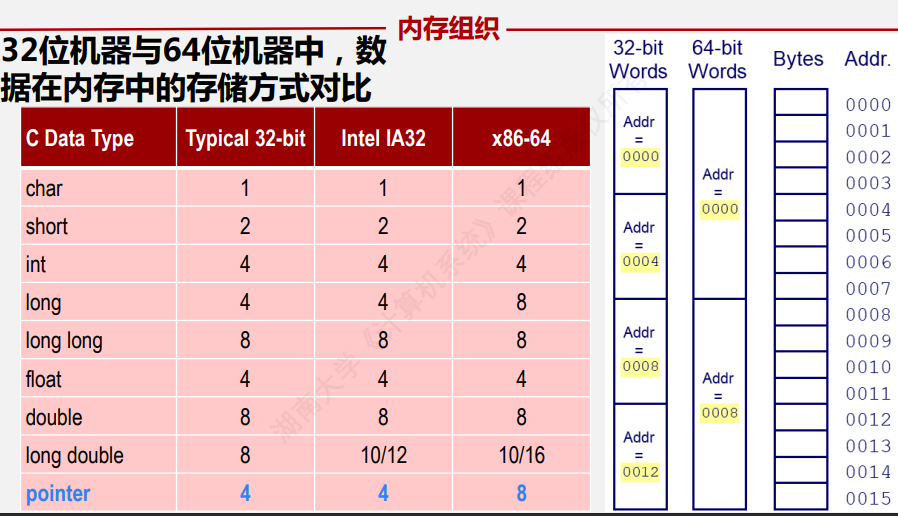 内存组织
32位机器与64位机器中，数
据在内存中的存储方式对比
C Data Type Typical 32-bit Intel IA32 x86-64
char 1 1 1
short 2 2 2
int 4 4 4
long 4 4 8
long long 8 8 8
float 4 4 4
double 8 8 8
long double 8 10/12 10/16
pointer 4 4 8
32-bit Words
64-bit Words
Bytes
Addr.
Addr
=
0000
Addr
=
0004
Addr
=
0008
Addr
=
0012
Addr
=
0000
Addr
=
0008
0000
0001
0002
0003
0004
0005
0006
0007
0008
0009
0010
0011
0012
0013
0014
0015
湖南大学《计算机系统》课程组版权所